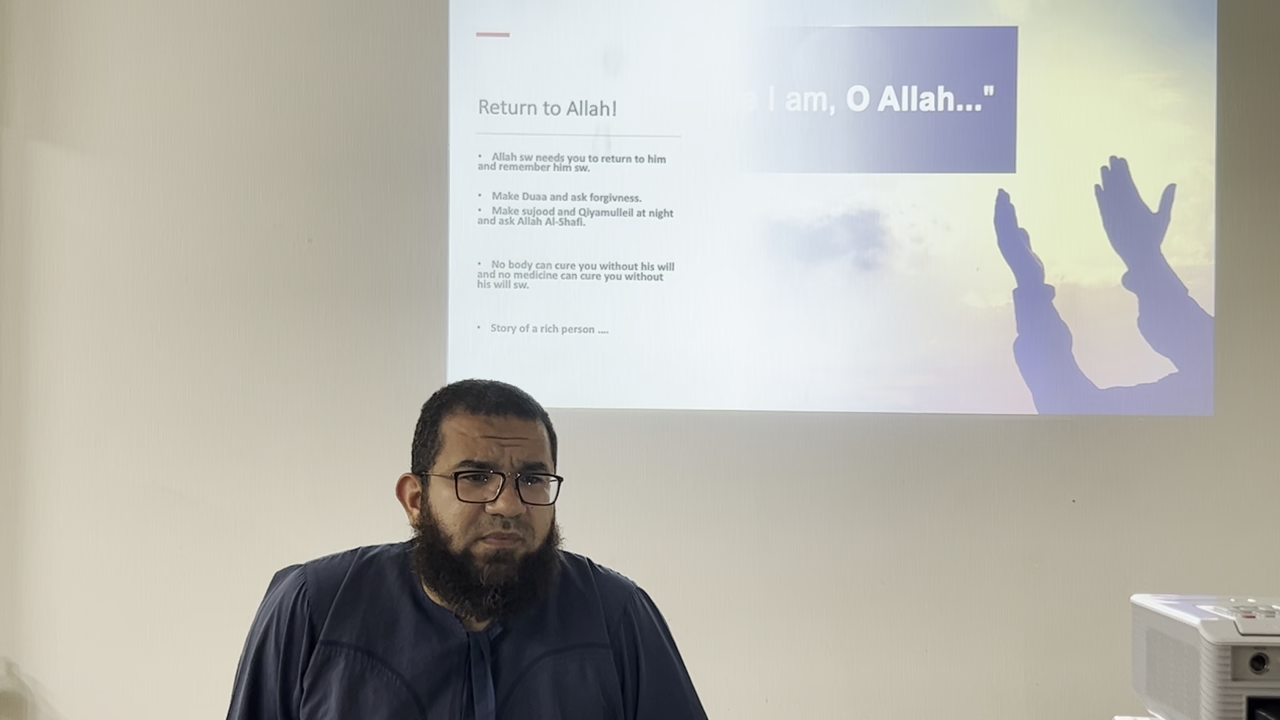 Return to Allah!
• Allah sw needs you to return to him
and remember him sw.
• Make Duaa and ask forgivness.
• Make sujood and Qiyamulleil at night
and ask Allah Al-Shafi.
• No body can cure you without his will
and no medicine can cure you without
his will sw.
• Story of a rich person ....
I am, O Allah..."